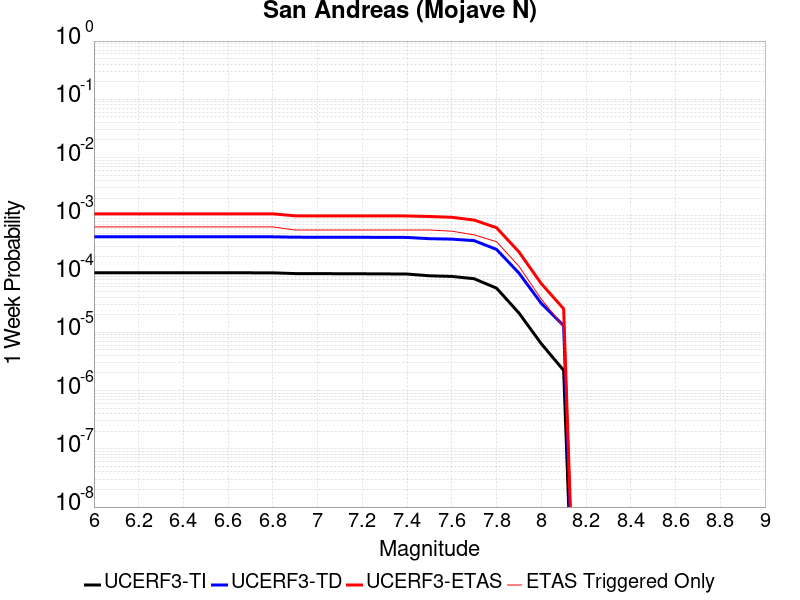 San Andreas (Mojave N)
10^0
10^-1
10^-2
10^-3
10^-4
10^-5
10^-6
10^-7
10^-8
1 Week Probability
6 6.2 6.4 6.6 6.8 7 7.2 7.4 7.6 7.8 8 8.2 8.4 8.6 8.8 9
Magnitude
UCERF3-TI UCERF3-TD UCERF3-ETAS ETAS Triggered Only